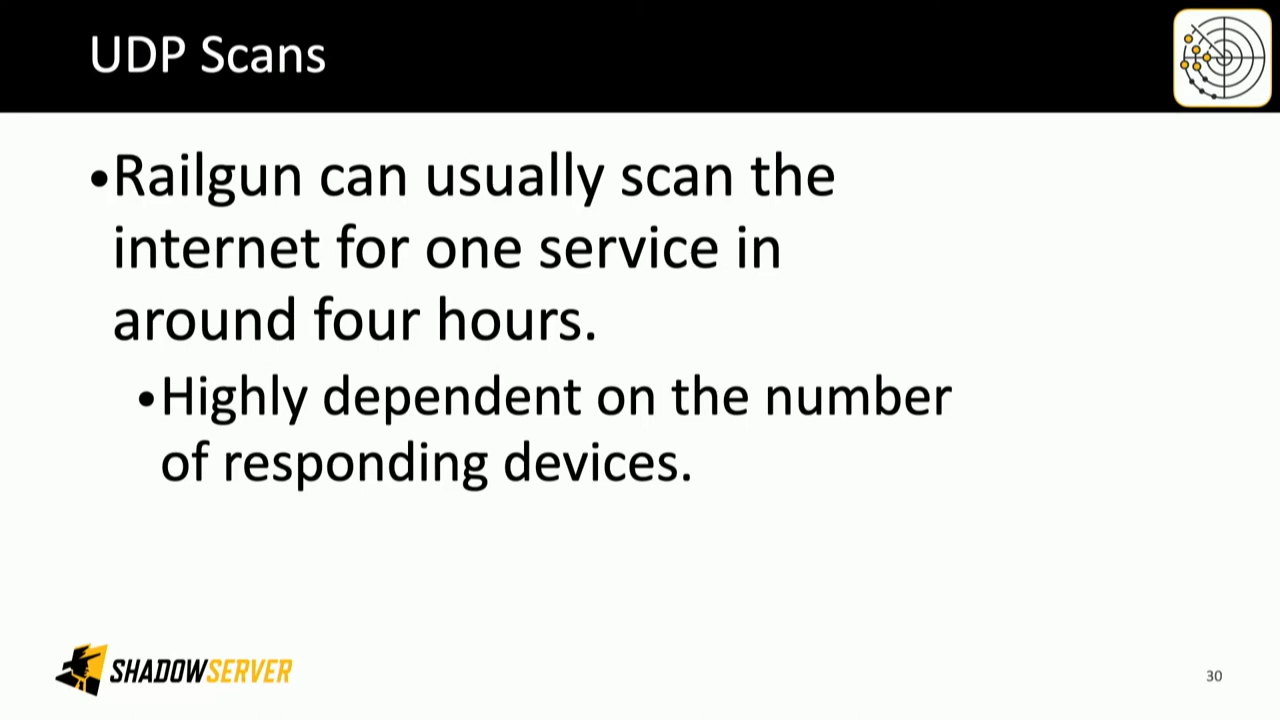 UDP Scans
•Railgun can usually scan the
internet for one service in
around four hours.
•Highly dependent on the number
of responding devices.
SHADOWSERVER
30